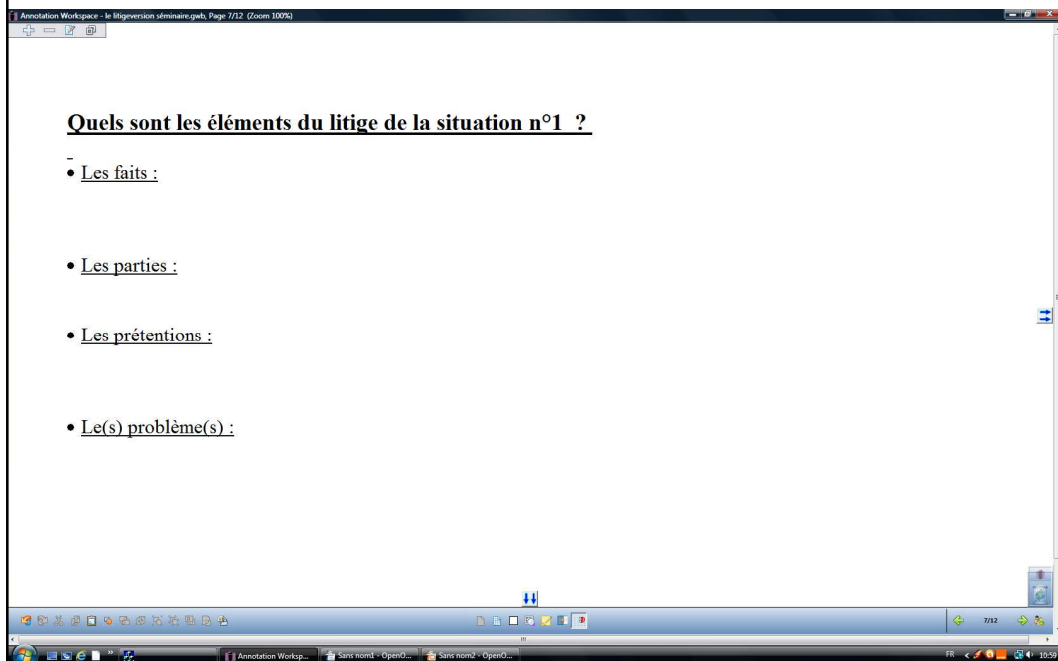 Annotation Workspace - le litigeversion séminaire.gwb, Page 7/12 (Zoom 100%)
Quels sont les éléments du litige de la situation n°1 ?
• Les faits :
• Les parties :
• Les prétentions :
• Le(s) problème(s) :
7/12
Annotation Worksp...
Sans nom1 - OpenO...
Sans nom2 - OpenO...
FR
10:59